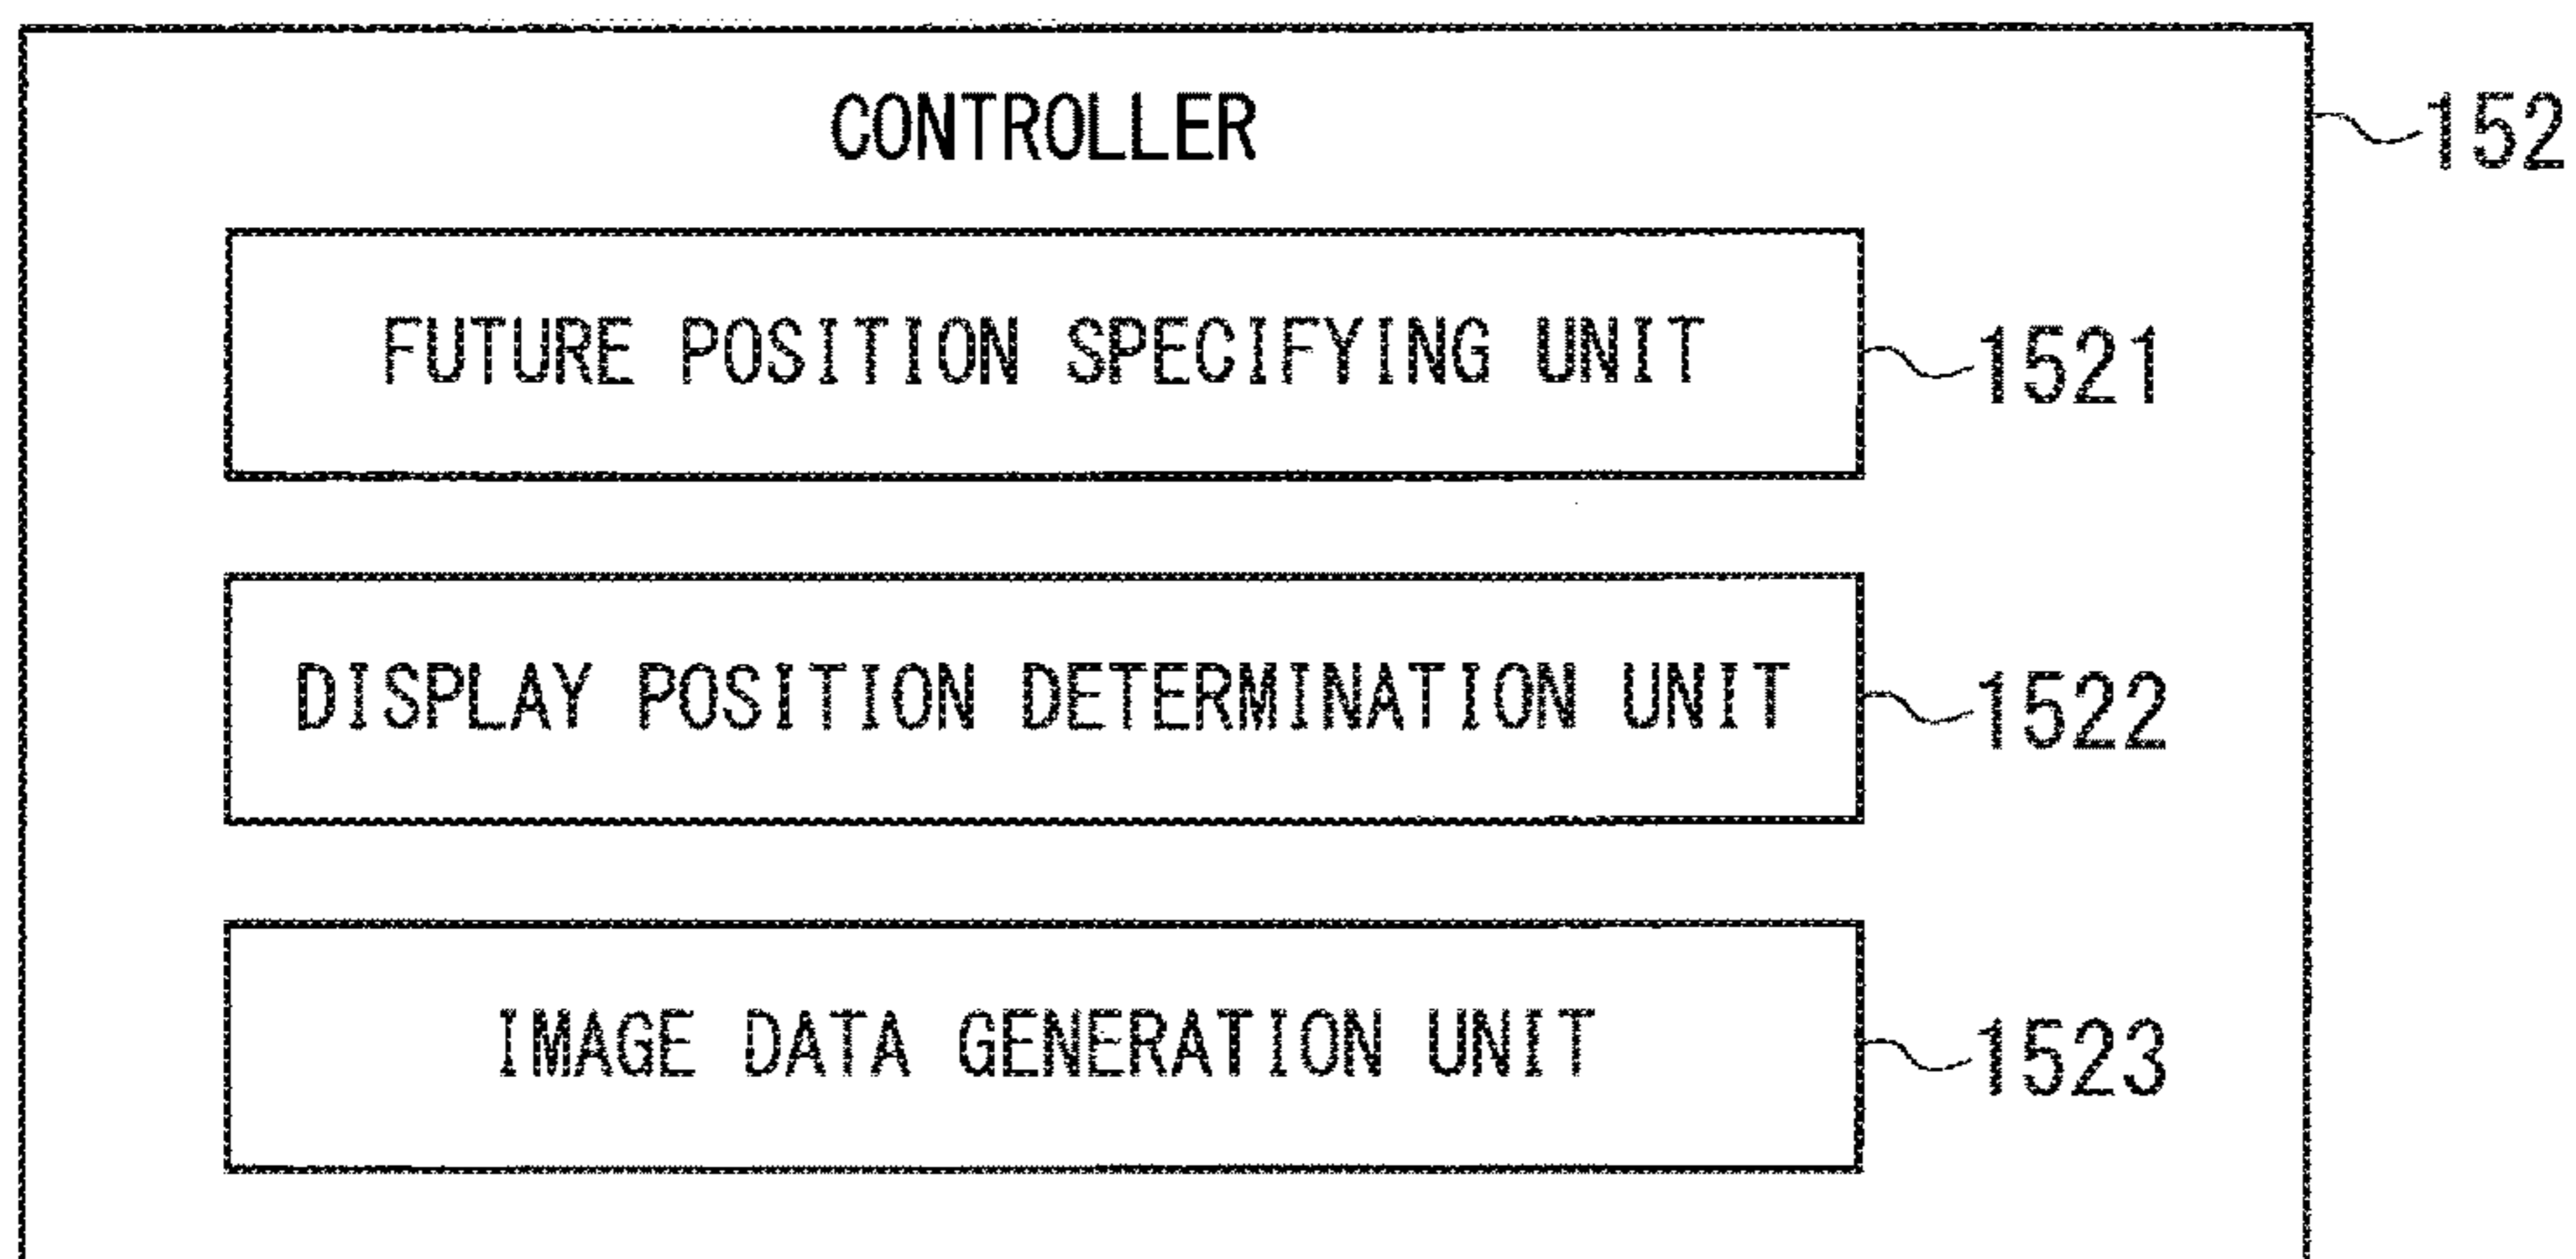 CONTROLLER
152
FUTURE POSITION SPECIFYING UNIT
1521
DISPLAY POSITION DETERMINATION UNIT
1522
IMAGE DATA GENERATION UNIT
1523